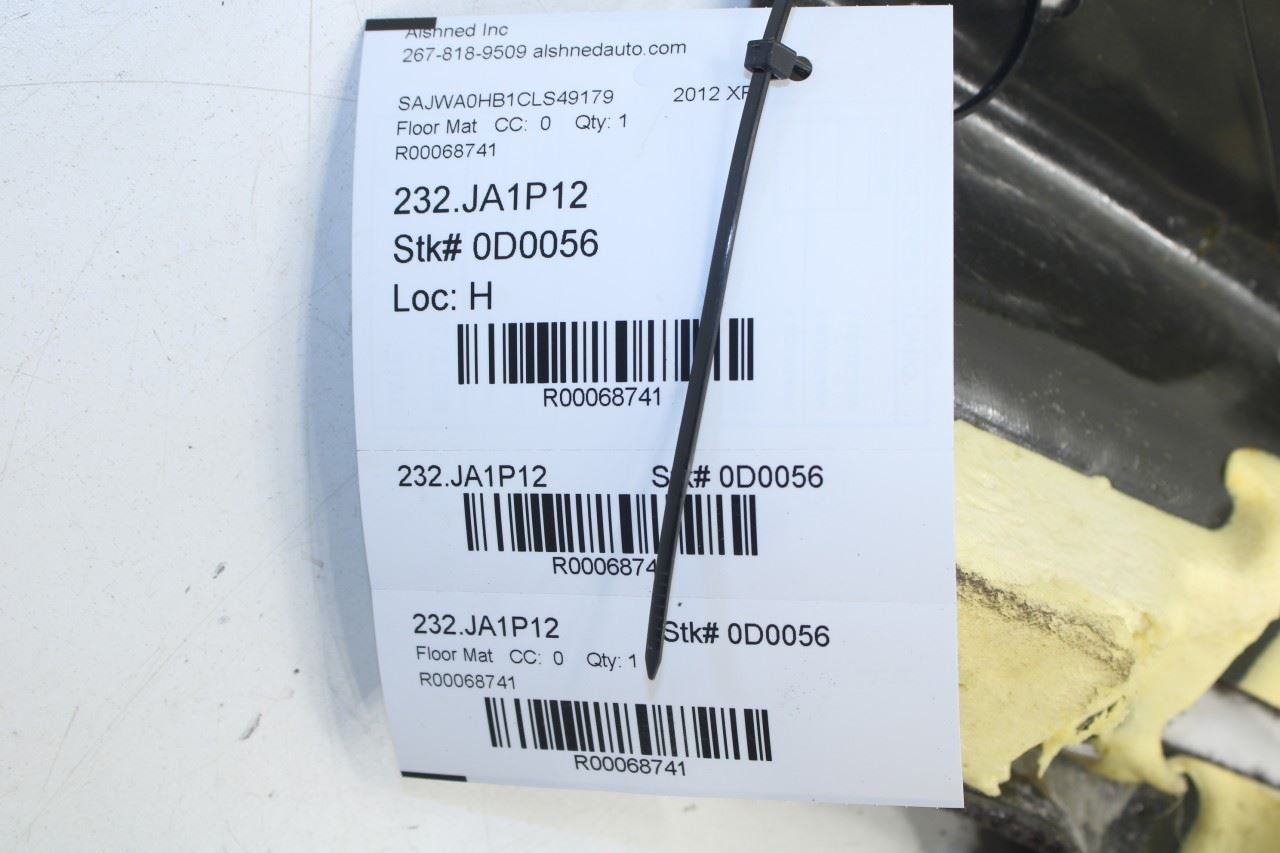 Alshned Inc
267-818-9509 alshnedauto.com
SAJWA0HB1CLS49179 2012
Floor Mat CC: 0 Qty: 1
R00068741
232.JA1P12
Stk# 0D0056
Loc: H
R00068741
232.JA1P12 Stk# 0D0056
R0006874
232.JA1P12 Stk# 0D0056
Floor Mat CC: 0 Qty: 1
R00068741
R00068741